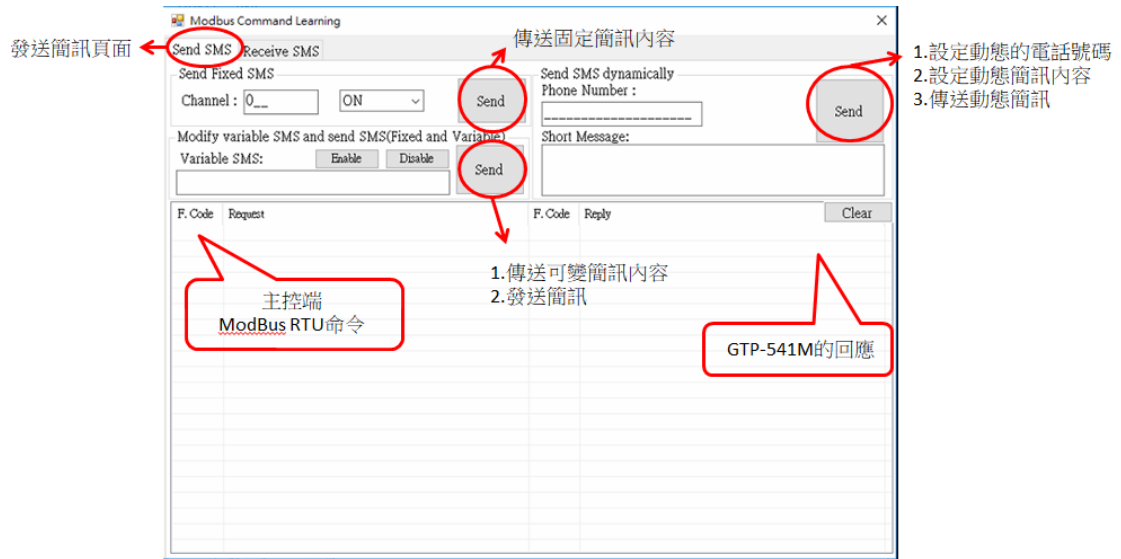 Modbus Command Learning
發送簡訊頁面
Send SMS
Receive SMS
傳送固定簡訊內容
Send Fixed SMS
Channel : 0__
ON
Send
Send SMS dynamically
Phone Number :
____________________
Send
1.設定動態的電話號碼
2.設定動態簡訊內容
3.傳送動態簡訊
Modify variable SMS and send SMS(Fixed and Variable)
Variable SMS:
Enable
Disable
Send
Short Message:
F. Code
Request
F. Code
Reply
Clear
1.傳送可變簡訊內容
2.發送簡訊
主控端
ModBus RTU命令
GTP-541M的回應